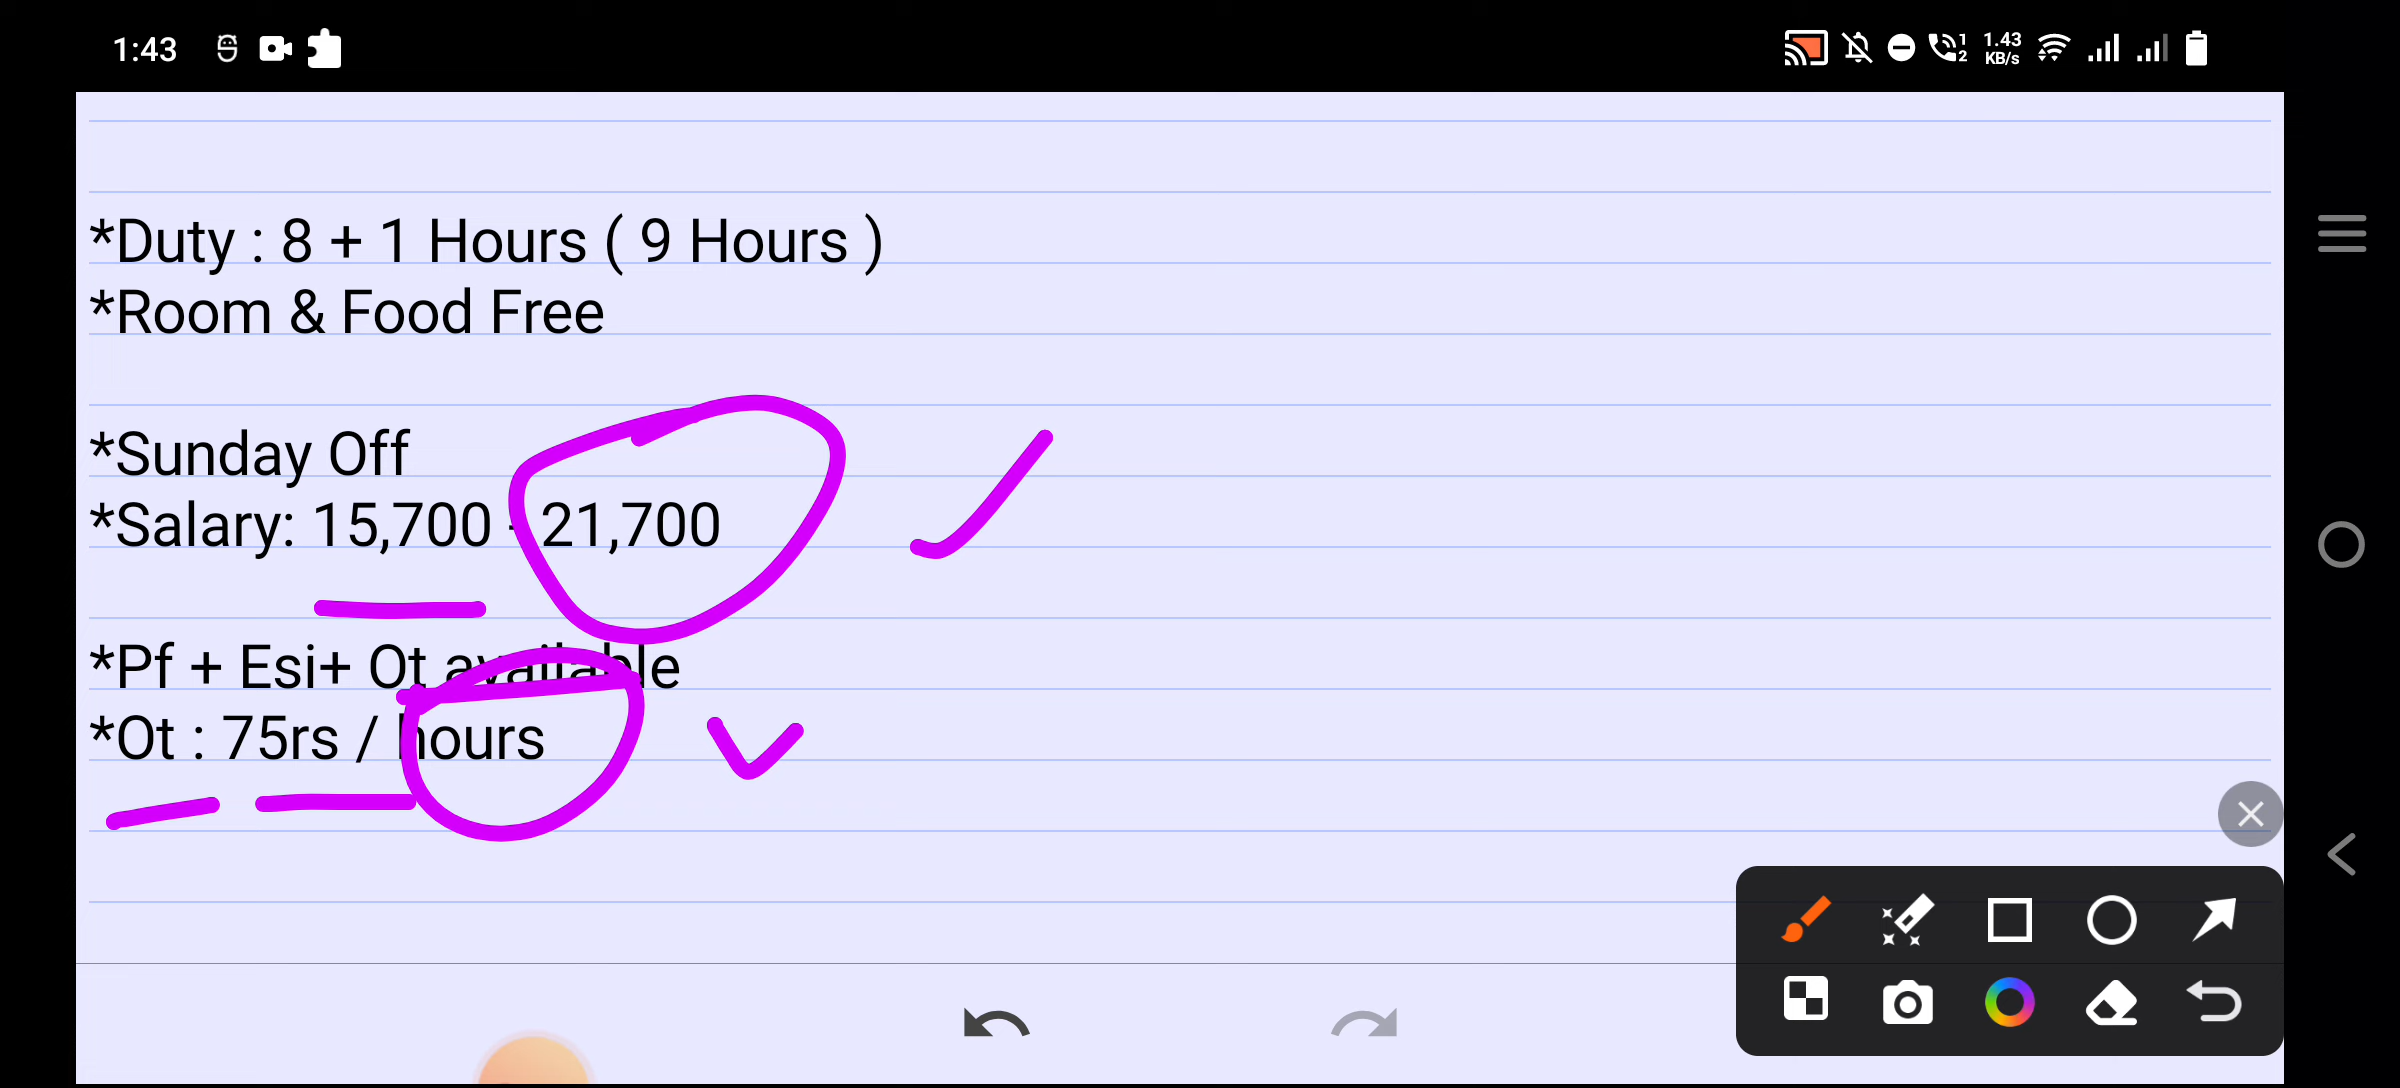 1:43
1.43
KB/s
*Duty : 8 + 1 Hours ( 9 Hours )
*Room & Food Free
*Sunday Off
*Salary: 15,700 - 21,700
*Pf + Esi+ Ot available
*Ot : 75rs / hours